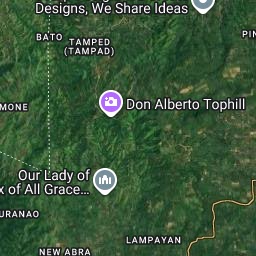 Designs, We Share Ideas
BATO
PIN
TAMPED
(TAMPAD)
Don Alberto Tophill
MONE
Our Lady of
x of All Grace...
URANAO
LAMPAYAN
NEW ABRA